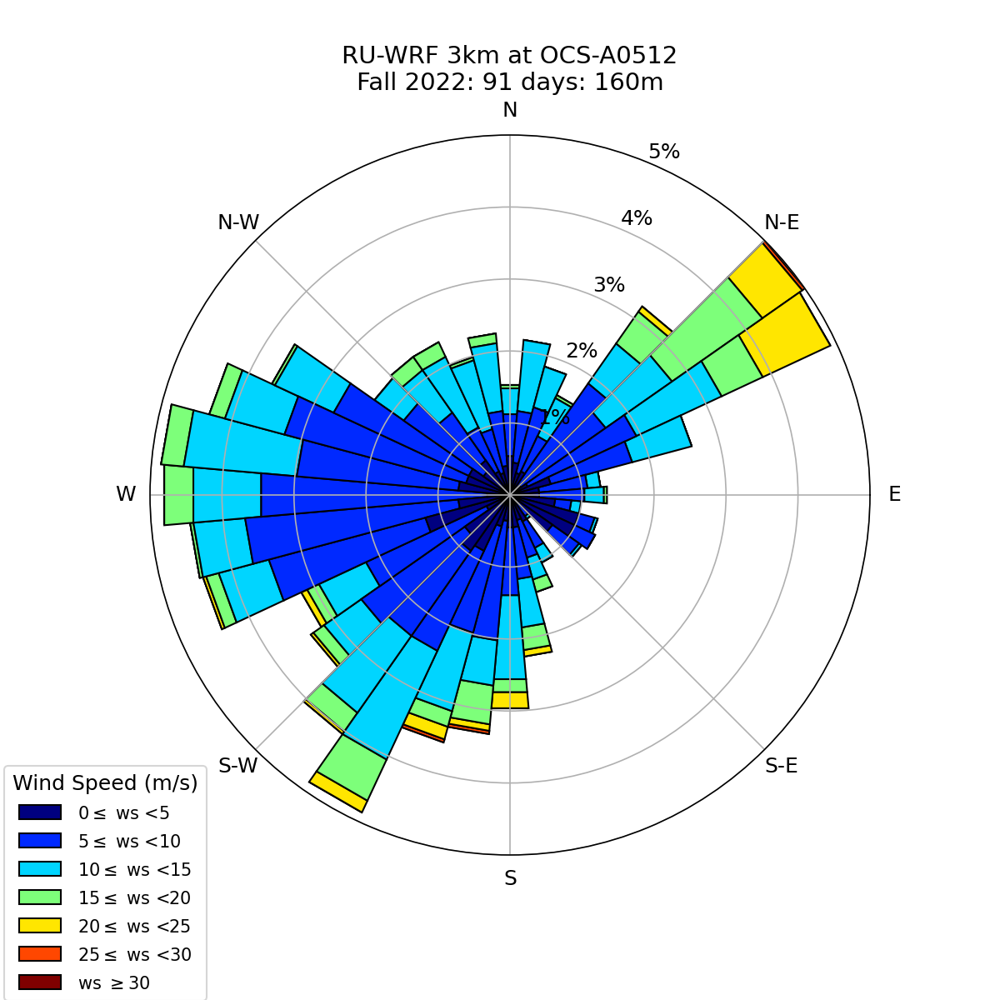 RU-WRF 3km at OCS-A0512
Fall 2022: 91 days: 160m
N
5%
N-W
4%
N-E
3%
2%
1%
W
E
S-W
S-E
S
Wind Speed (m/s)
0 ≤ ws <5
5 ≤ ws <10
10 ≤ ws <15
15 ≤ ws <20
20 ≤ ws <25
25 ≤ ws <30
ws ≥ 30